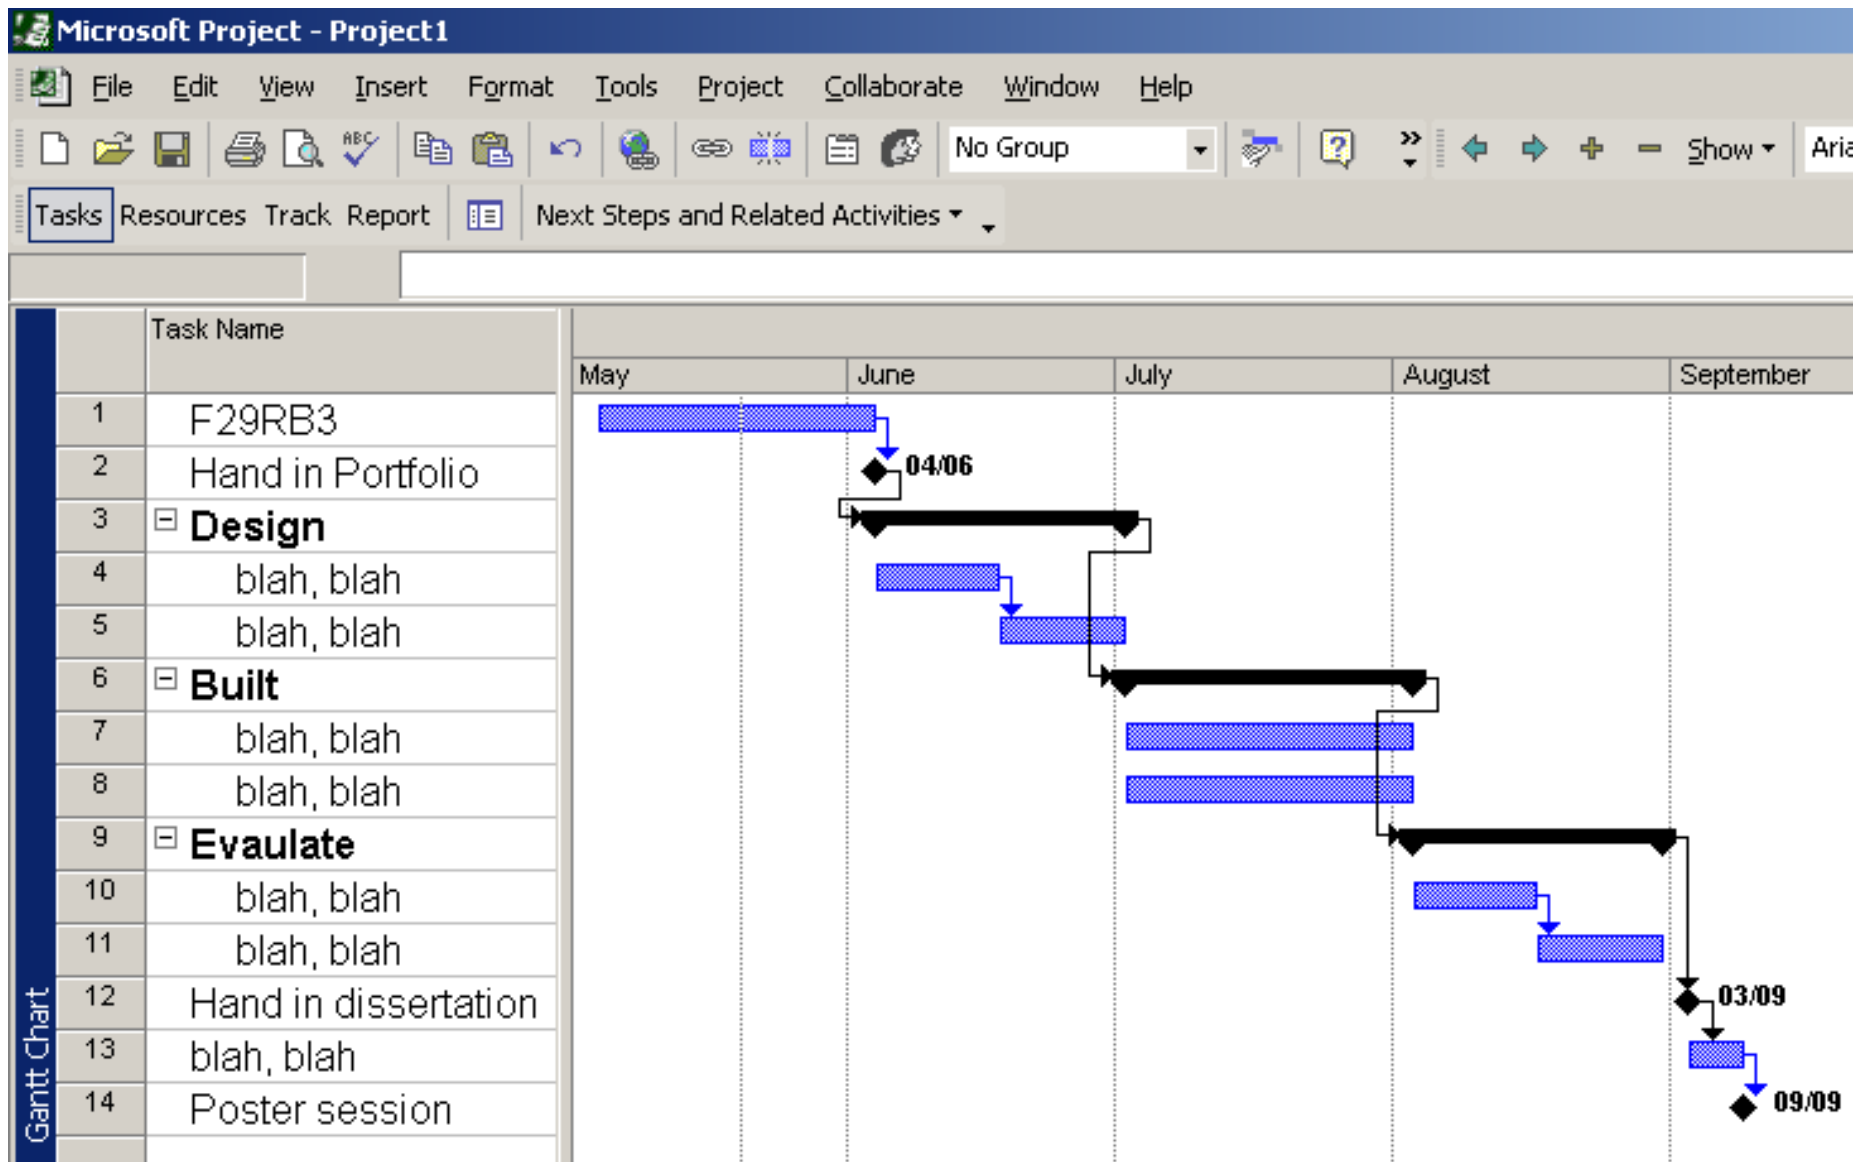 Microsoft Project - Project1
File Edit View Insert Format Tools Project Collaborate Window Help
ABC No Group Show Aria
Tasks Resources Track Report Next Steps and Related Activities
Task Name
May June July August September
1 F29RB3
2 Hand in Portfolio 04/06
3 Design
4 blah, blah
5 blah, blah
6 Built
7 blah, blah
8 blah, blah
9 Evaulate
10 blah, blah
11 blah, blah
12 Hand in dissertation 03/09
13 blah, blah
14 Poster session 09/09
Gantt Chart